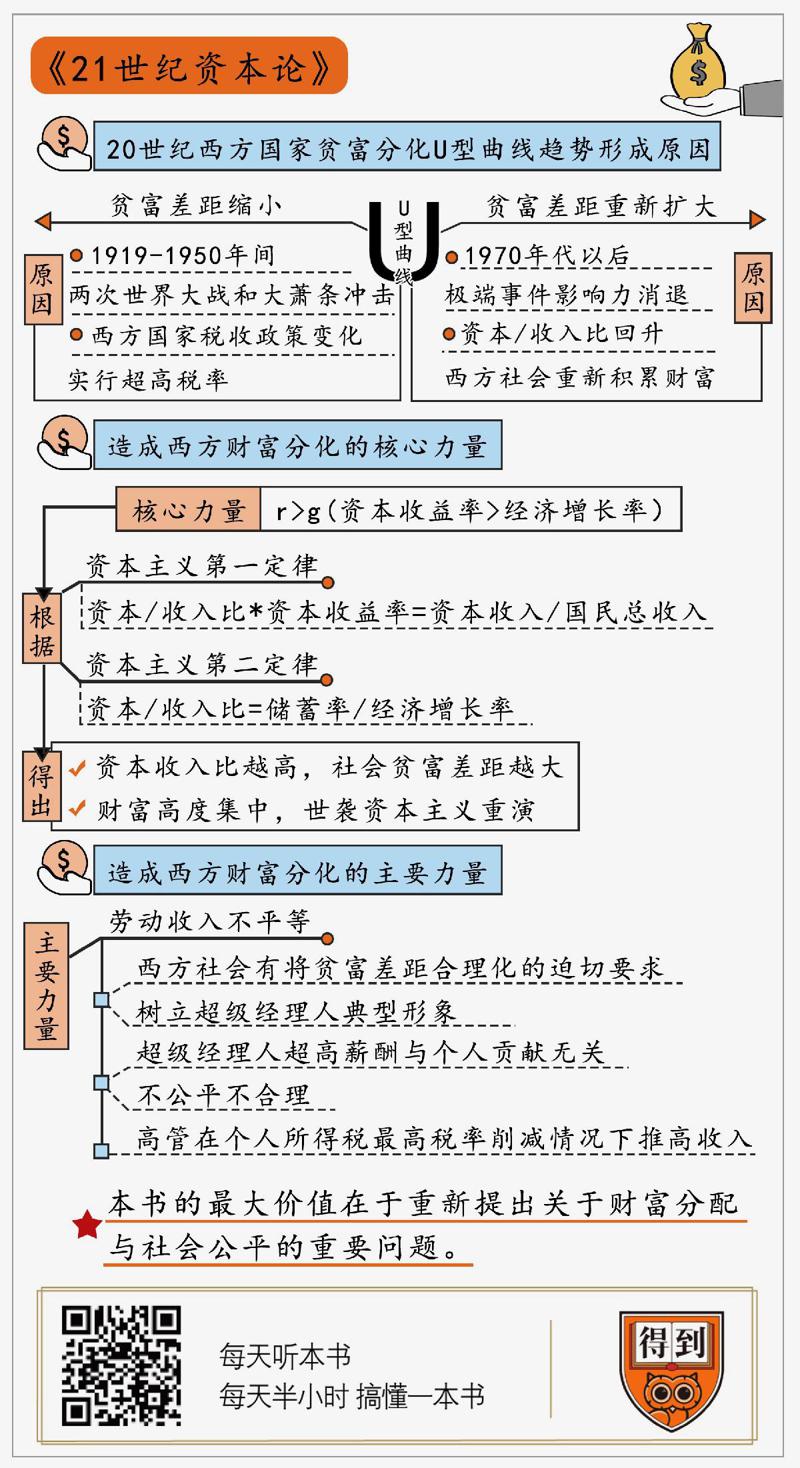 《21世纪资本论》
20世纪西方国家贫富分化U型曲线趋势形成原因
贫富差距缩小
U型曲线
贫富差距重新扩大
原因
1919-1950年间
两次世界大战和大萧条冲击
西方国家税收政策变化
实行超高税率
1970年代以后
极端事件影响力消退
资本/收入比回升
西方社会重新积累财富
原因
造成西方财富分化的核心力量
核心力量 r>g(资本收益率>经济增长率)
根据
资本主义第一定律
资本/收入比*资本收益率=资本收入/国民总收入
资本主义第二定律
资本/收入比=储蓄率/经济增长率
得出
资本收入比越高，社会贫富差距越大
财富高度集中，世袭资本主义重演
造成西方财富分化的主要力量
主要力量
劳动收入不平等
西方社会有将贫富差距合理化的迫切要求
树立超级经理人典型形象
超级经理人超高薪酬与个人贡献无关
不公平不合理
高管在个人所得税最高税率削减情况下推高收入
本书的最大价值在于重新提出关于财富分配
与社会公平的重要问题。
每天听本书
每天半小时 搞懂一本书
得到